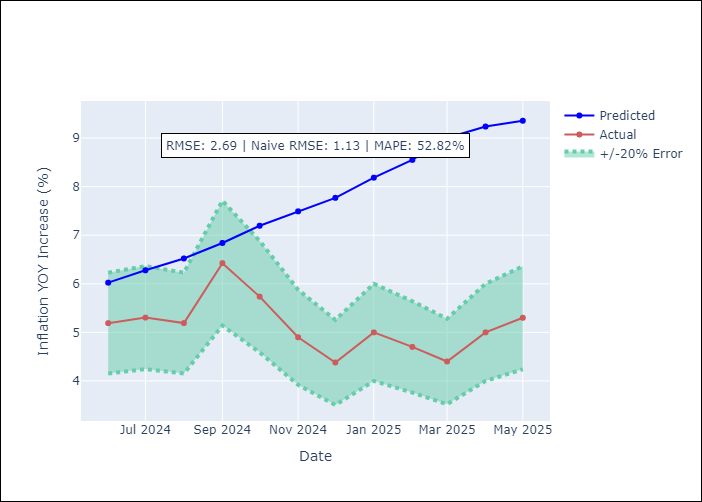 RMSE: 2.69 | Naive RMSE: 1.13 | MAPE: 52.82%
Predicted
Actual
+/-20% Error
Inflation YOY Increase (%)
9
8
7
6
5
4
Jul 2024
Sep 2024
Nov 2024
Jan 2025
Mar 2025
May 2025
Date